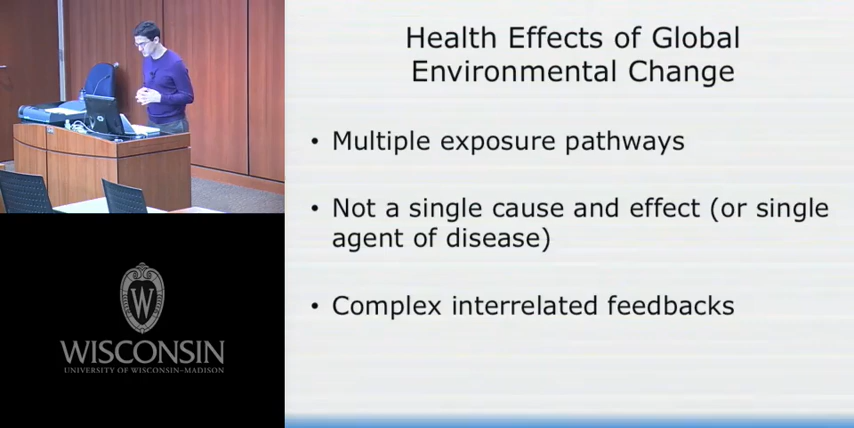 Health Effects of Global
Environmental Change
• Multiple exposure pathways
• Not a single cause and effect (or single
agent of disease)
• Complex interrelated feedbacks
W
WISCONSIN
UNIVERSITY OF WISCONSIN–MADISON